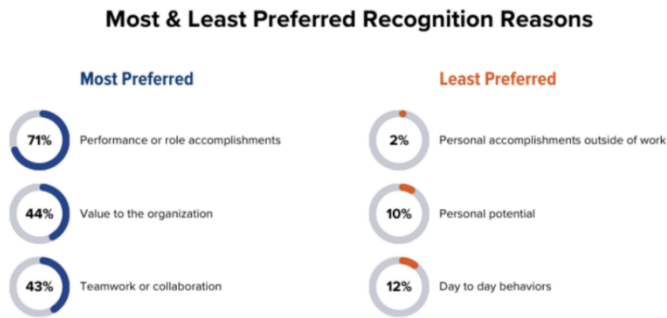 Most & Least Preferred Recognition Reasons
Most Preferred
71%
Performance or role accomplishments
44%
Value to the organization
43%
Teamwork or collaboration
Least Preferred
2%
Personal accomplishments outside of work
10%
Personal potential
12%
Day to day behaviors